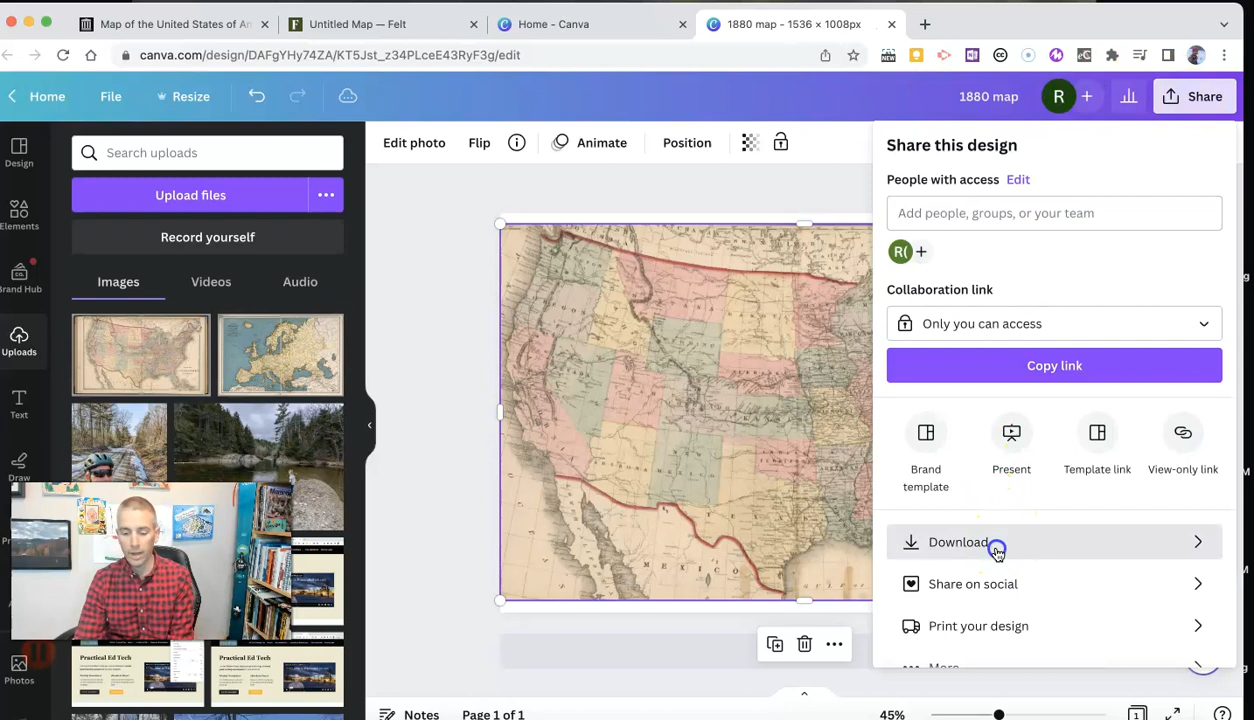 Map of the United States of An
Untitled Map — Felt
Home - Canva
1880 map - 1536 × 1008px
canva.com/design/DAFgYHy74ZA/KT5Jst_z34PLceE43RyF3g/edit
NEW
Home
File
Resize
1880 map
R
Share
Design
Elements
Brand Hub
Uploads
Text
Draw
Photos
Search uploads
Upload files
Record yourself
Images
Videos
Audio
Practical Ed Tech
Practical Ed Tech
Edit photo
Flip
Animate
Position
MEXICO
Share this design
People with access Edit
Add people, groups, or your team
R(
Collaboration link
Only you can access
Copy link
Brand template
Present
Template link
View-only link
Download
Share on social
Print your design
More
Notes
Page 1 of 1
45%
1